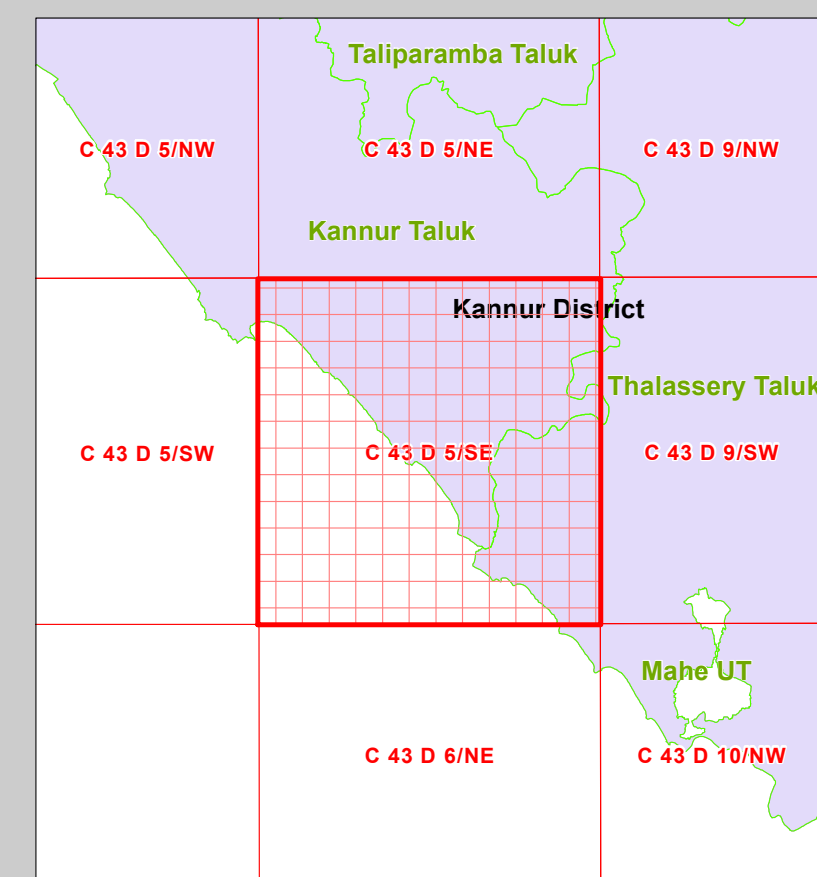 Taliparamba Taluk
C 43 D 5/NW
C 43 D 5/NE
C 43 D 9/NW
Kannur Taluk
Kannur District
Thalassery Taluk
C 43 D 5/SW
C 43 D 5/SE
C 43 D 9/SW
Mahe UT
C 43 D 6/NE
C 43 D 10/NW